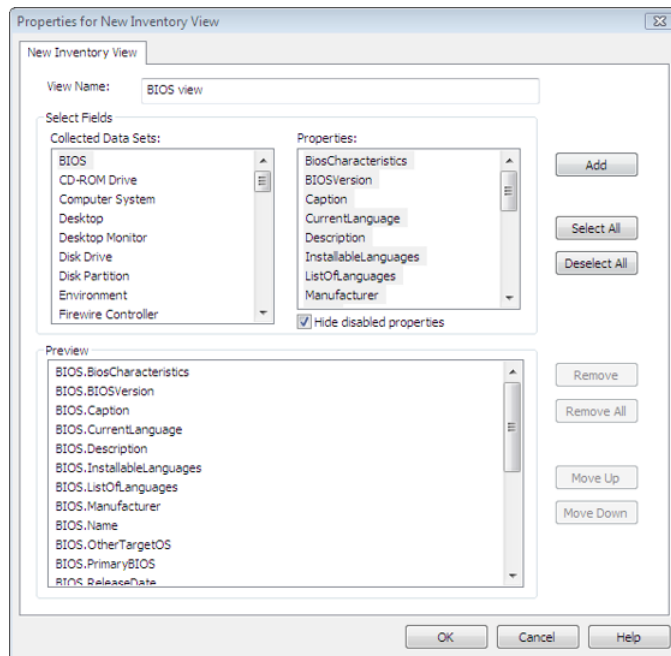 Properties for New Inventory View
New Inventory View
View Name: BIOS view
Select Fields
Collected Data Sets:
BIOS
CD-ROM Drive
Computer System
Desktop
Desktop Monitor
Disk Drive
Disk Partition
Environment
Firewire Controller
Properties:
BiosCharacteristics
BIOSVersion
Caption
CurrentLanguage
Description
InstallableLanguages
ListOfLanguages
Manufacturer
Hide disabled properties
Add
Select All
Deselect All
Preview
BIOS.BiosCharacteristics
BIOS.BIOSVersion
BIOS.Caption
BIOS.CurrentLanguage
BIOS.Description
BIOS.InstallableLanguages
BIOS.ListOfLanguages
BIOS.Manufacturer
BIOS.Name
BIOS.OtherTargetOS
BIOS.PrimaryBIOS
BIOS.ReleaseDate
Remove
Remove All
Move Up
Move Down
OK
Cancel
Help